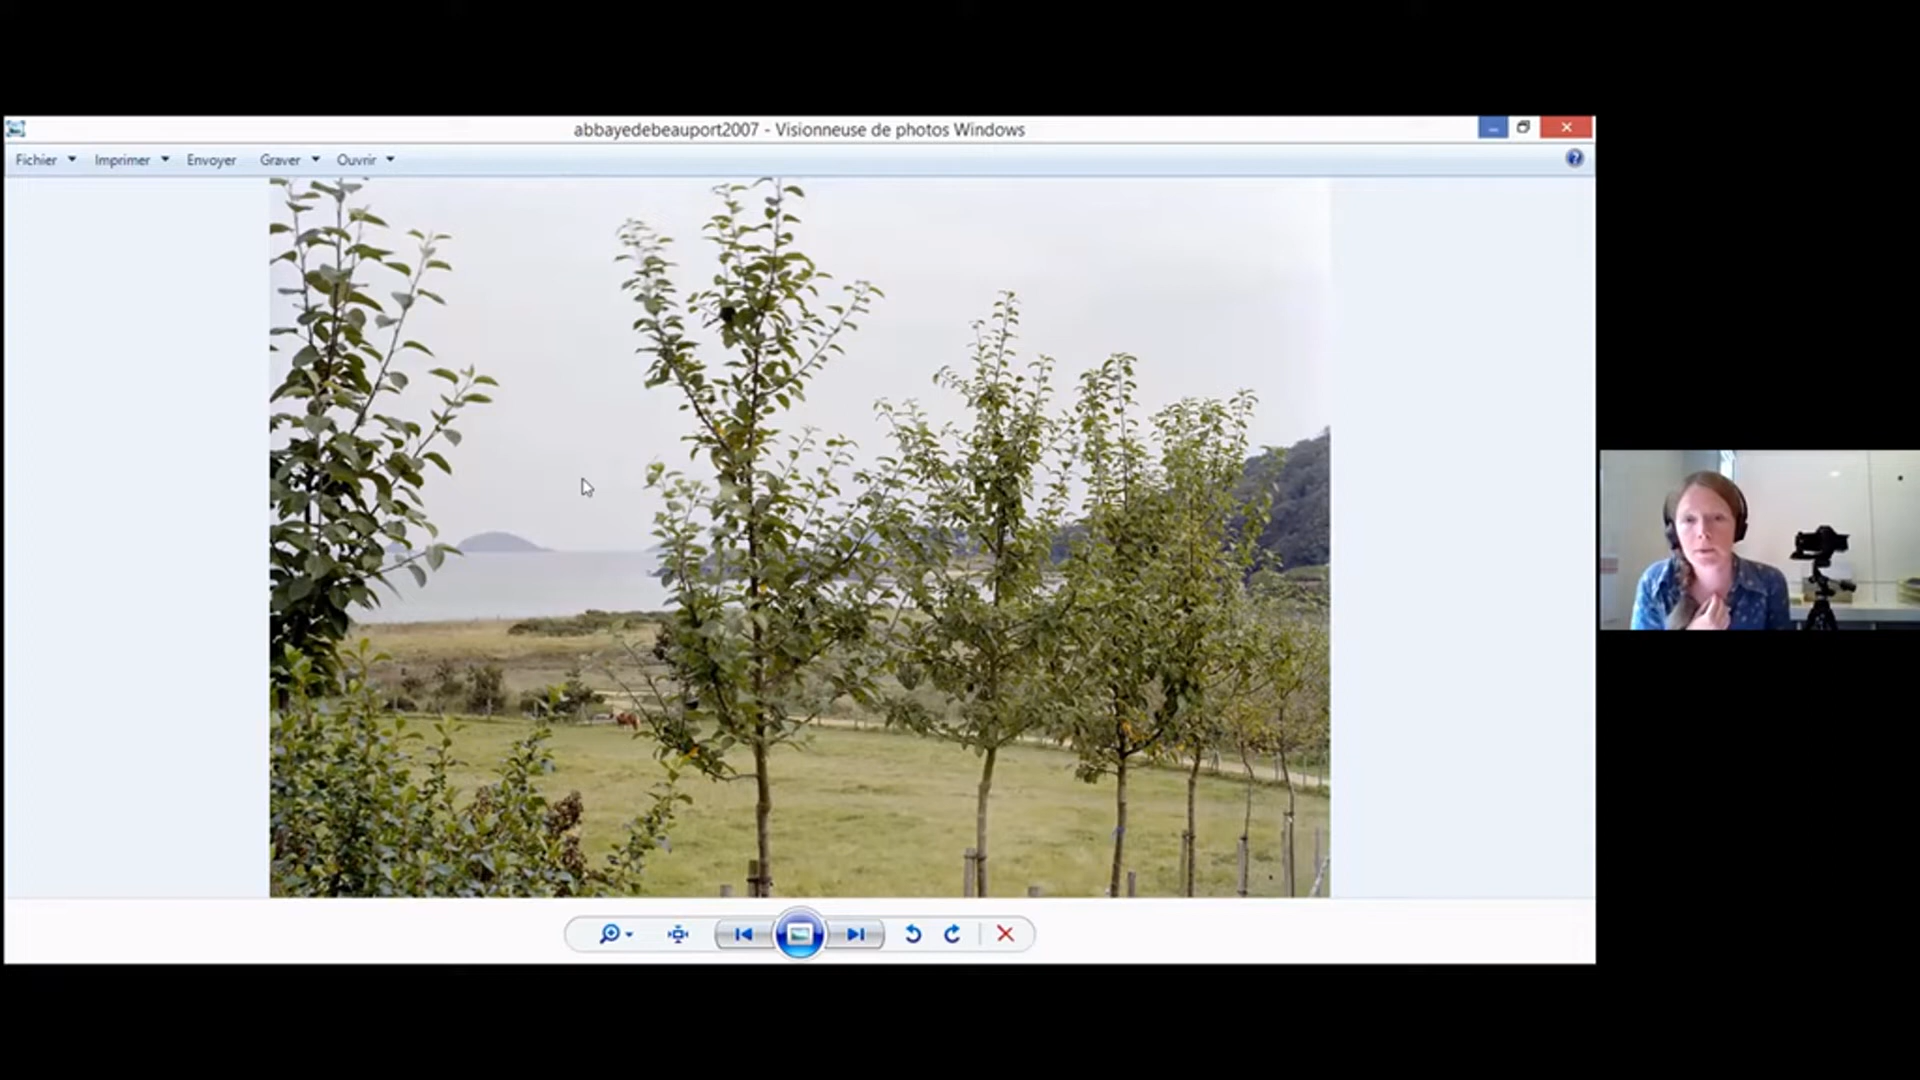 abbayedebeauport2007 - Visionneuse de photos Windows
Fichier Imprimer Envoyer Graver Ouvrir